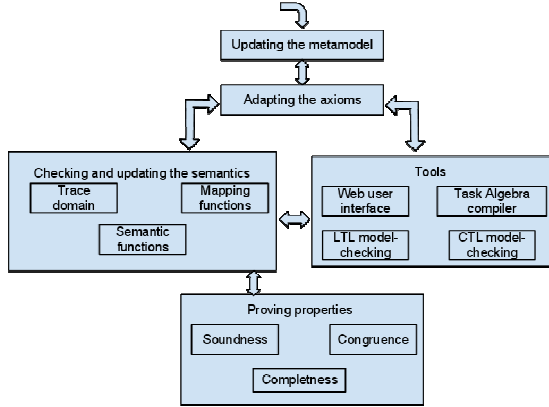 Updating the metamodel
Adapting the axioms
Checking and updating the semantics
Trace
domain
Mapping
functions
Semantic
functions
Tools
Web user
interface
Task Algebra
compiler
LTL model-
checking
CTL model-
checking
Proving properties
Soundness
Congruence
Completness